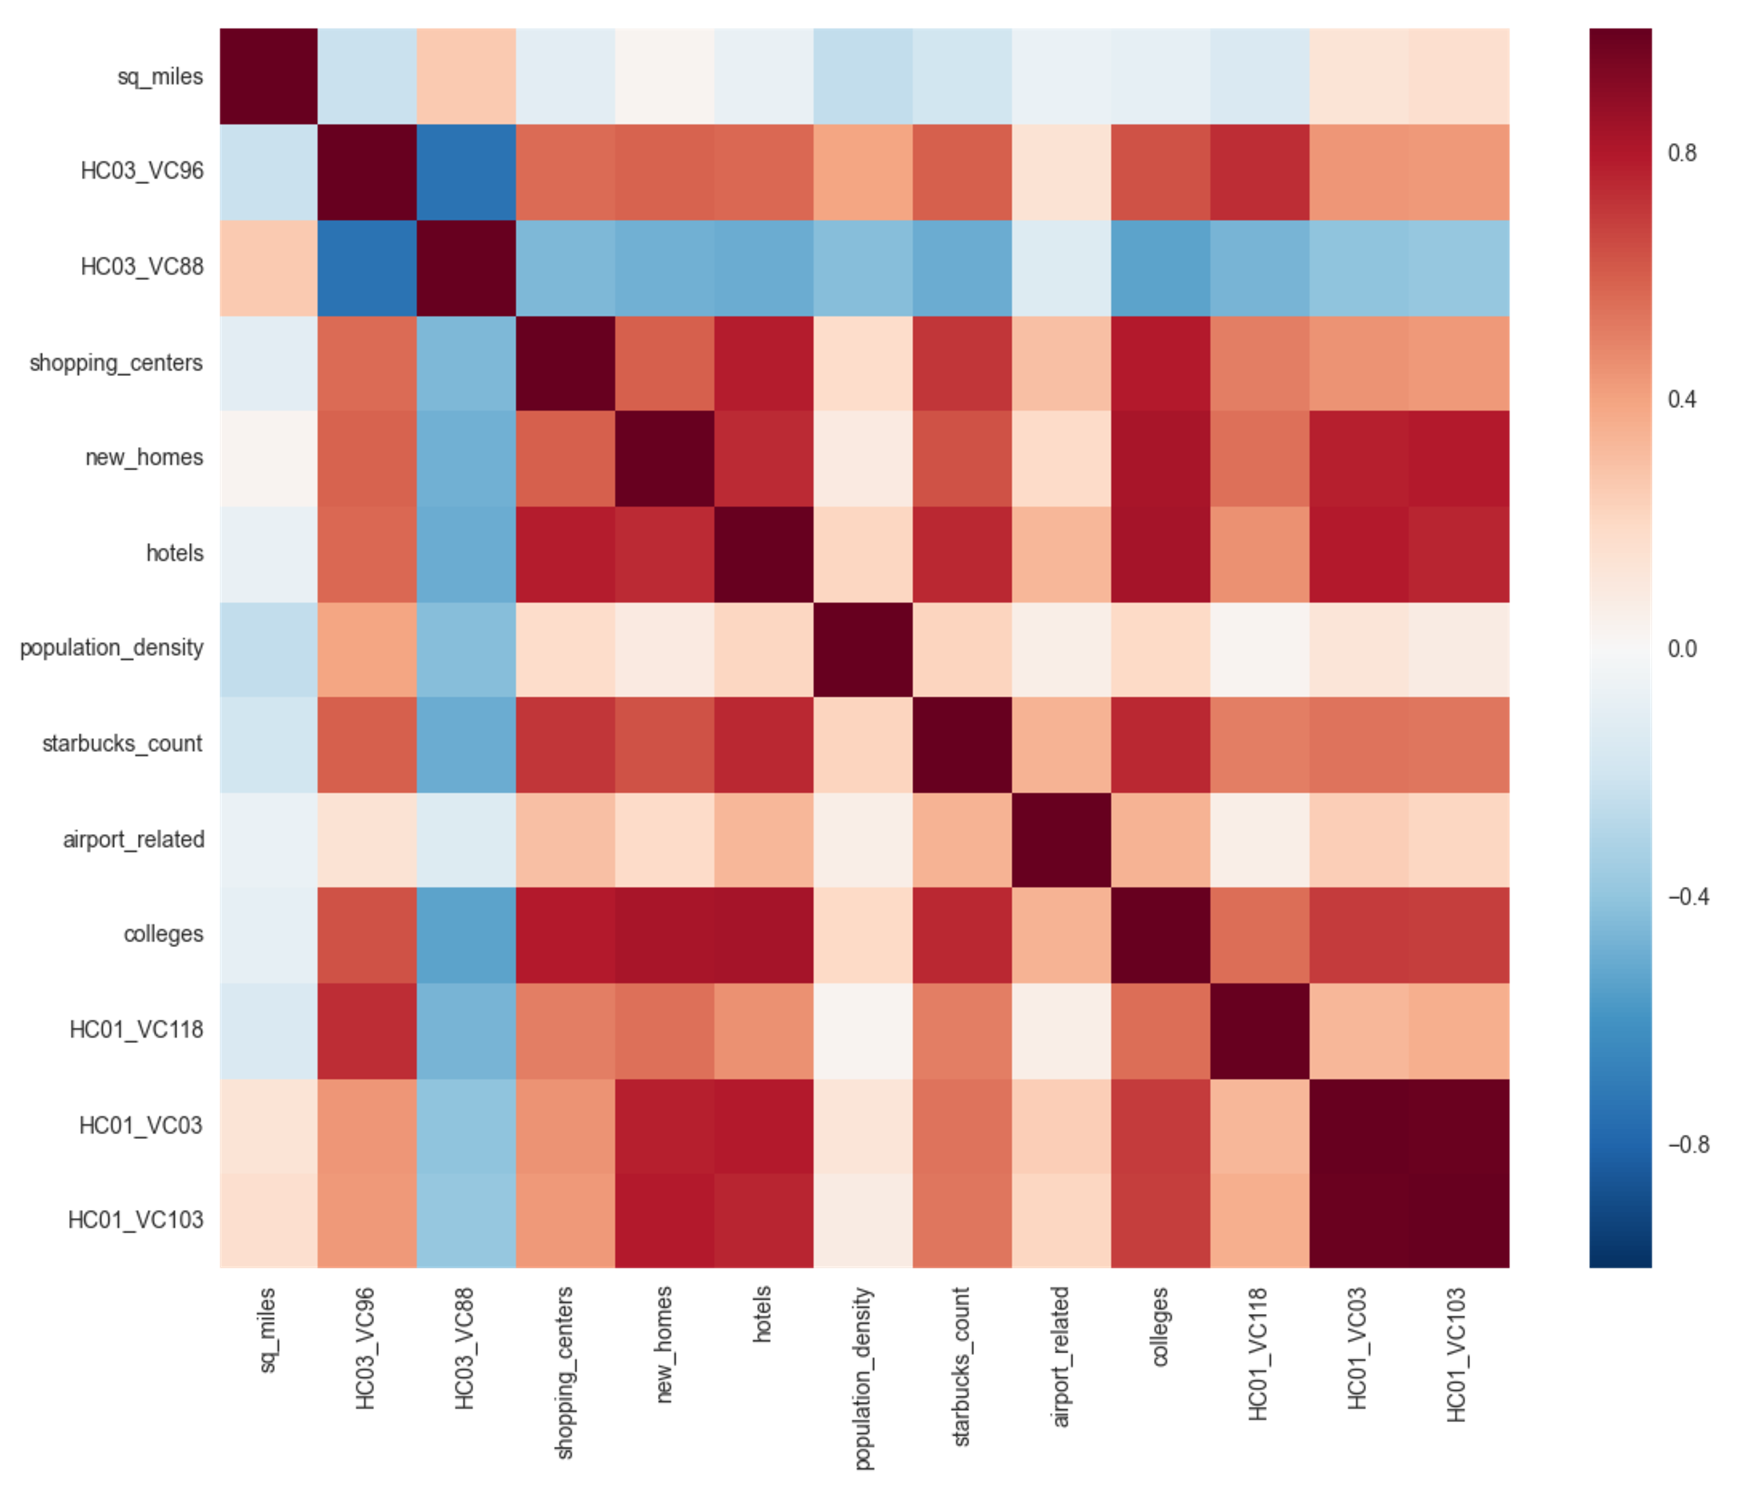 sq_miles
HC03_VC96
HC03_VC88
shopping_centers
new_homes
hotels
population_density
starbucks_count
airport_related
colleges
HC01_VC118
HC01_VC03
HC01_VC103
sq_miles
HC03_VC96
HC03_VC88
shopping_centers
new_homes
hotels
population_density
starbucks_count
airport_related
colleges
HC01_VC118
HC01_VC03
HC01_VC103
0.8
0.4
0.0
−0.4
−0.8